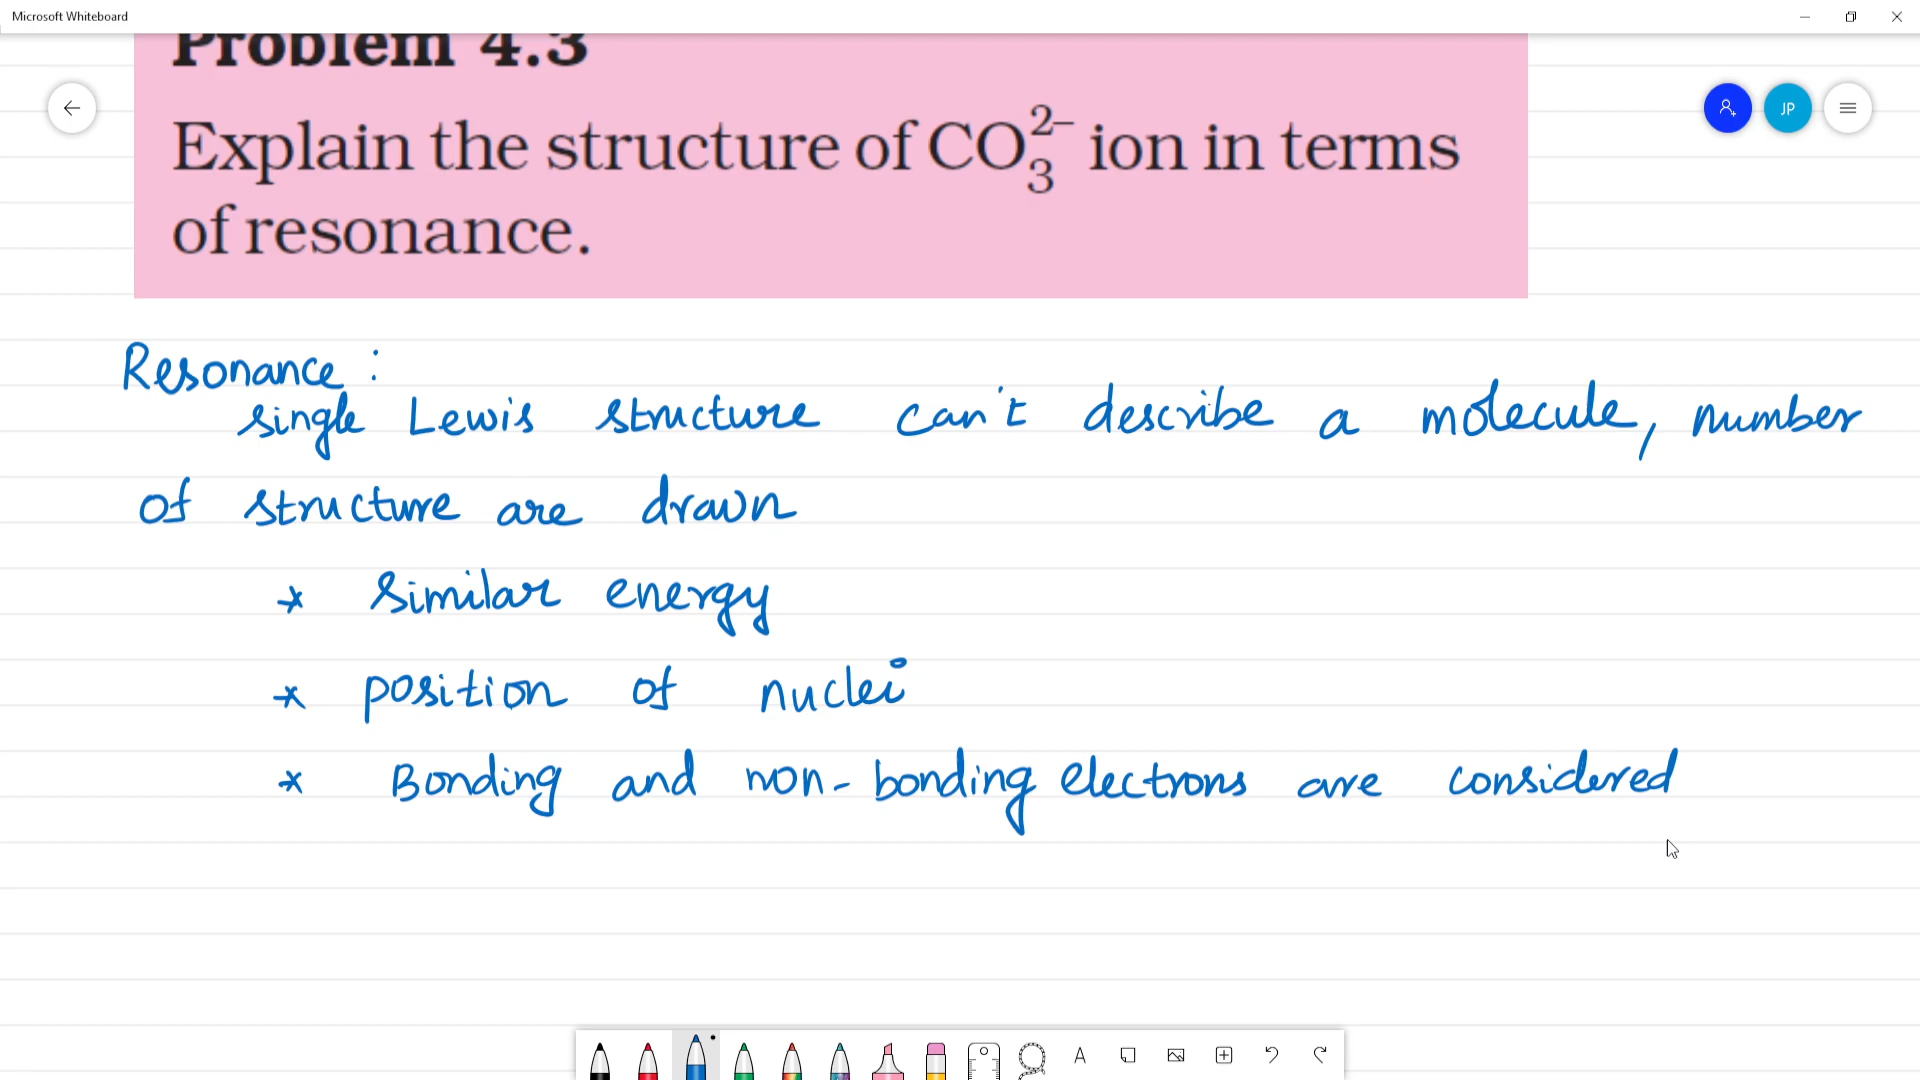 Microsoft Whiteboard
Problem 4.3
Explain the structure of CO₃²⁻ ion in terms
of resonance.
JP
Resonance :
single Lewis structure can't describe a molecule, number
of structure are drawn
* Similar energy
* position of nuclei
* Bonding and non-bonding electrons are considered
A